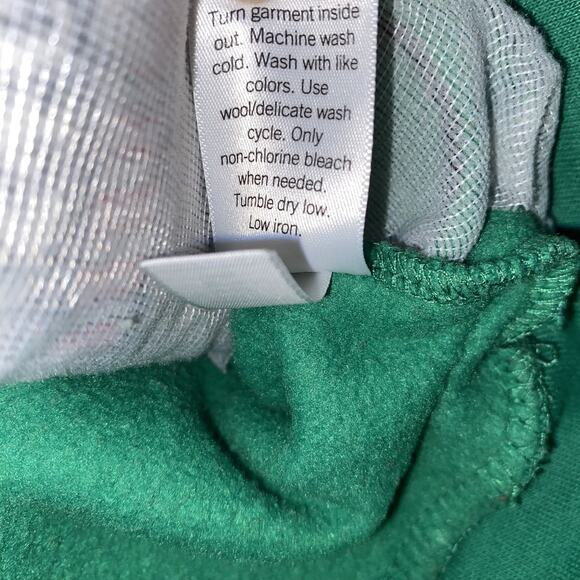 Turn garment inside
out. Machine wash
cold. Wash with like
colors. Use
wool/delicate wash
cycle. Only
non-chlorine bleach
when needed.
Tumble dry low.
Low iron.